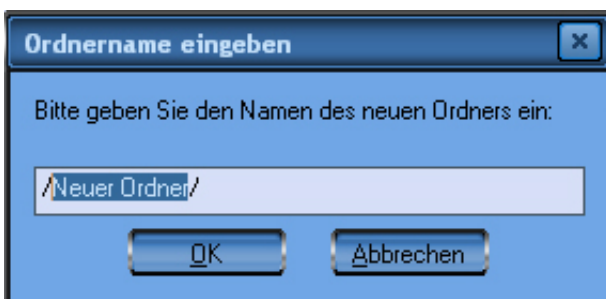 Ordnername eingeben
Bitte geben Sie den Namen des neuen Ordners ein:
/Neuer Ordner/
OK
Abbrechen